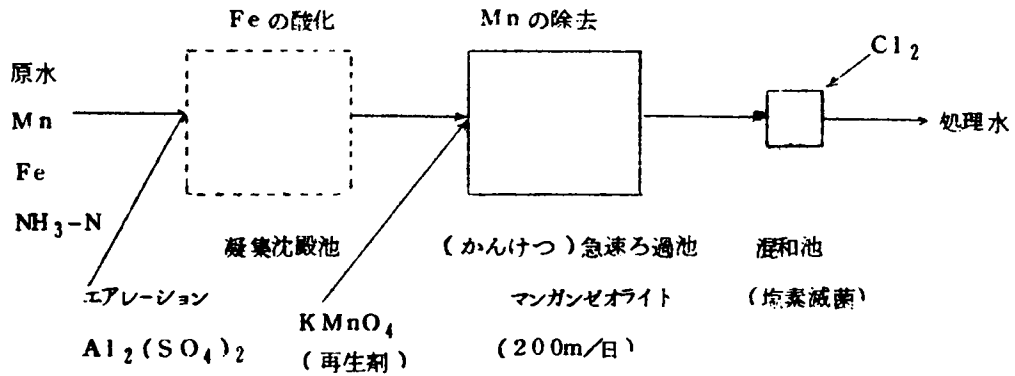 Feの酸化
Mnの除去
Cl2
原水
Mn
Fe
NH3-N
処理水
凝集沈殿池
(かんけつ)急速ろ過池
混和池
エアレーション
マンガンゼオライト
(塩素滅菌)
Al2(SO4)2
KMnO4
(再生剤)
(200m/日)